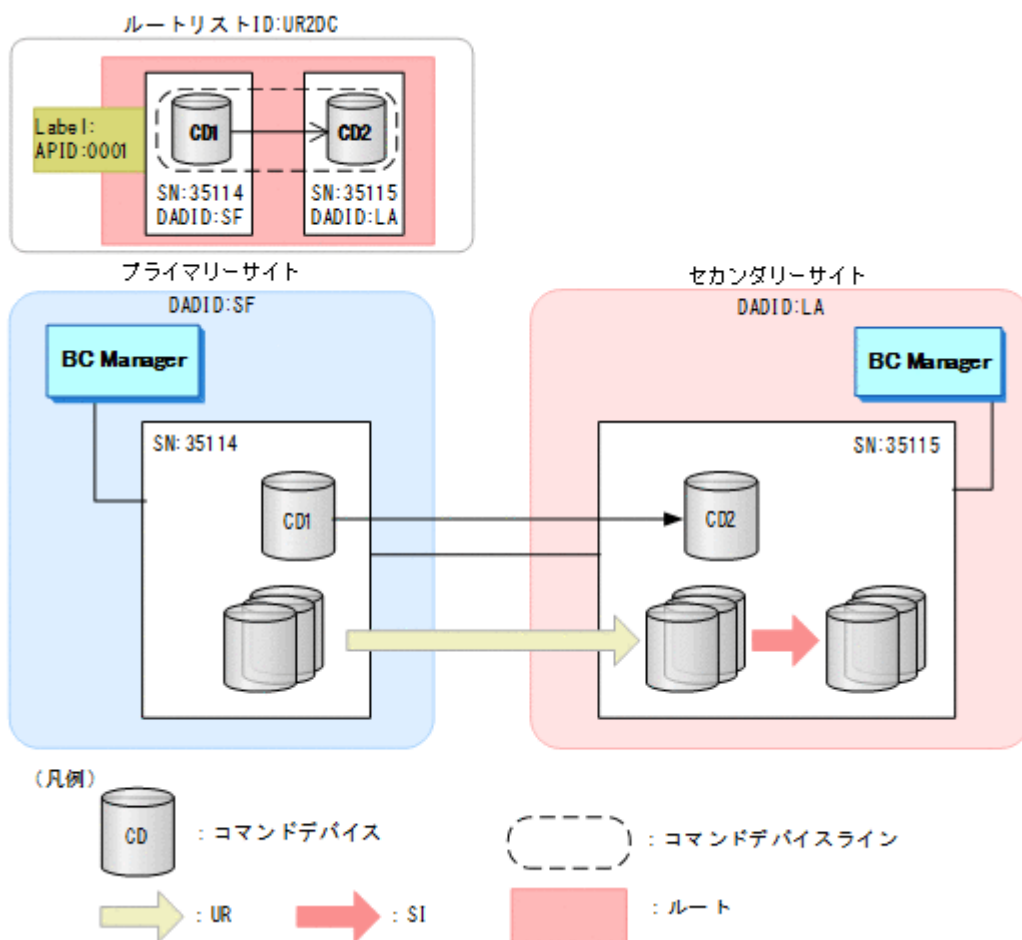 ルートリストID:UR2DC
Label:
APID:0001
CD1
CD2
SN:35114
DADID:SF
SN:35115
DADID:LA
プライマリーサイト
DADID:SF
セカンダリーサイト
DADID:LA
BC Manager
BC Manager
SN:35114
SN:35115
CD1
CD2
(凡例)
CD
:コマンドデバイス
:コマンドデバイスライン
:UR
:SI
:ルート